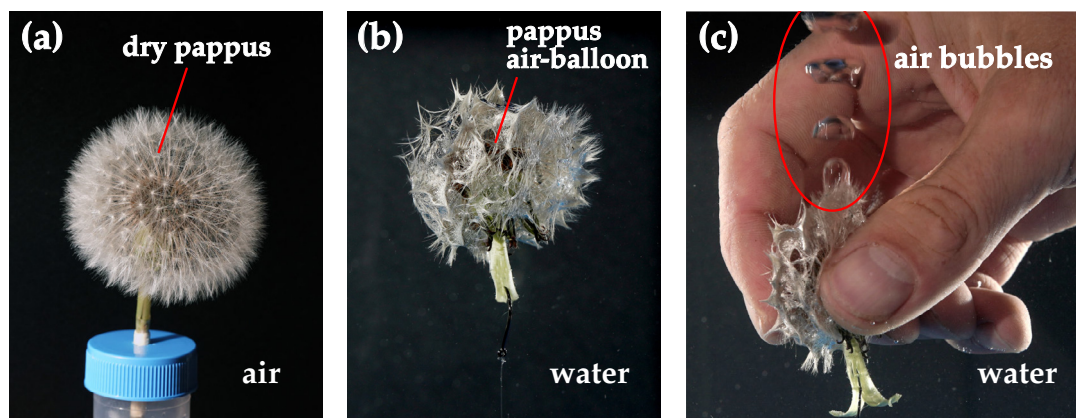 (a)
dry pappus
air
(b)
pappus
air-balloon
water
(c)
air bubbles
water